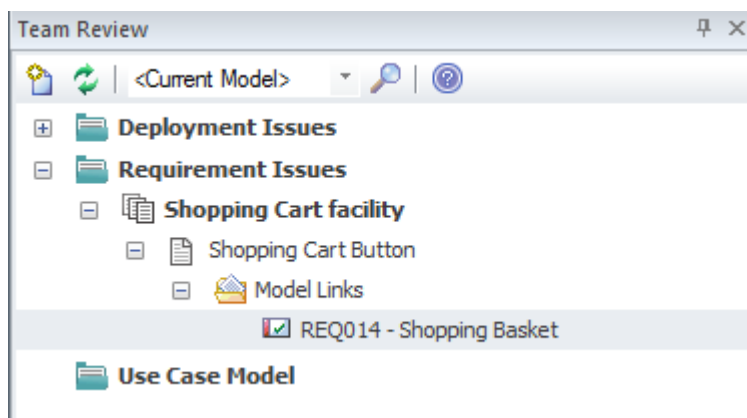 Team Review
<Current Model>
Deployment Issues
Requirement Issues
Shopping Cart facility
Shopping Cart Button
Model Links
REQ014 - Shopping Basket
Use Case Model